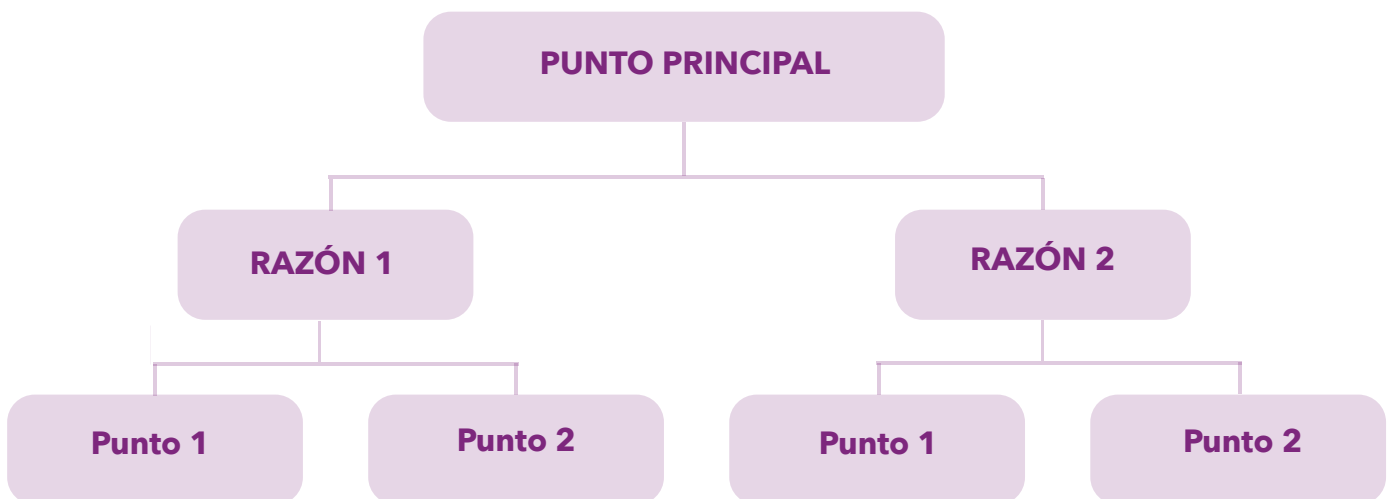 PUNTO PRINCIPAL
RAZÓN 1
RAZÓN 2
Punto 1
Punto 2
Punto 1
Punto 2